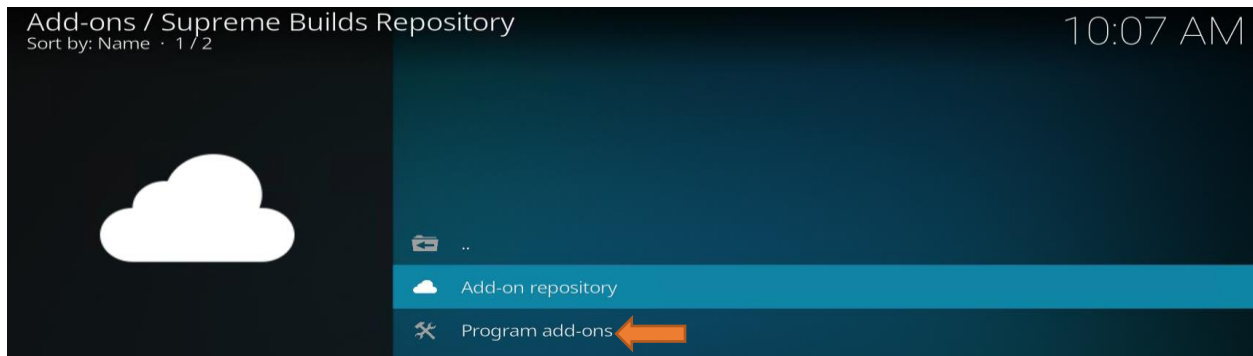 Add-ons / Supreme Builds Repository
Sort by: Name · 1 / 2
10:07 AM
..
Add-on repository
Program add-ons